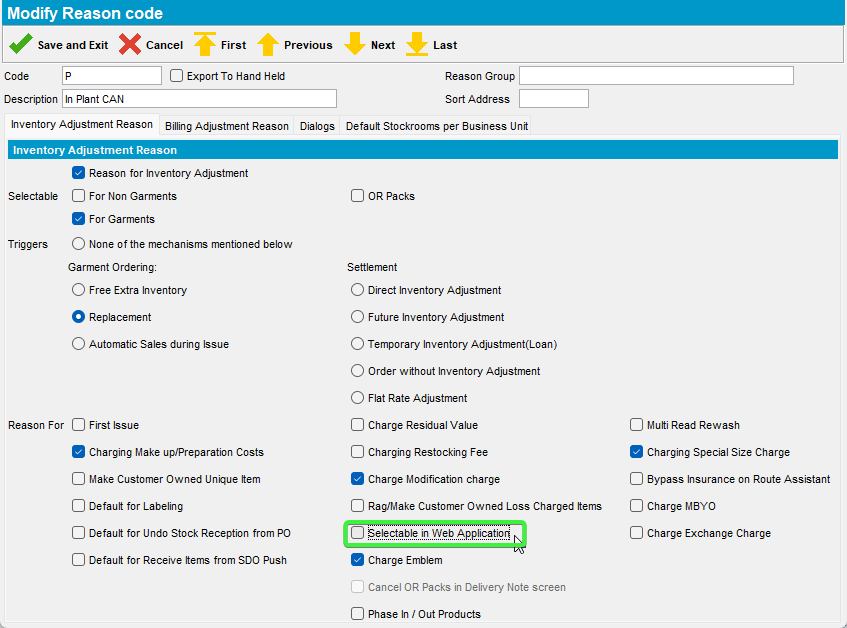 Modify Reason code
Save and Exit Cancel First Previous Next Last
Code P Export To Hand Held Reason Group
Description In Plant CAN Sort Address
Inventory Adjustment Reason Billing Adjustment Reason Dialogs Default Stockrooms per Business Unit
Inventory Adjustment Reason
Reason for Inventory Adjustment
Selectable For Non Garments OR Packs
For Garments
Triggers None of the mechanisms mentioned below
Garment Ordering: Settlement
Free Extra Inventory Direct Inventory Adjustment
Replacement Future Inventory Adjustment
Automatic Sales during Issue Temporary Inventory Adjustment(Loan)
Order without Inventory Adjustment
Flat Rate Adjustment
Reason For First Issue Charge Residual Value Multi Read Rewash
Charging Make up/Preparation Costs Charging Restocking Fee Charging Special Size Charge
Make Customer Owned Unique Item Charge Modification charge Bypass Insurance on Route Assistant
Default for Labeling Rag/Make Customer Owned Loss Charged Items Charge MBYO
Default for Undo Stock Reception from PO Selectable in Web Application Charge Exchange Charge
Default for Receive Items from SDO Push Charge Emblem
Cancel OR Packs in Delivery Note screen
Phase In / Out Products